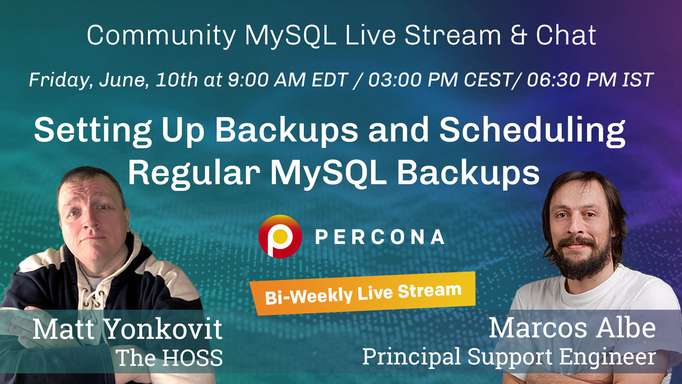 Community MySQL Live Stream & Chat
Friday, June, 10th at 9:00 AM EDT / 03:00 PM CEST/ 06:30 PM IST
Setting Up Backups and Scheduling
Regular MySQL Backups
PERCONA
Bi-Weekly Live Stream
Matt Yonkovit
The HOSS
Marcos Albe
Principal Support Engineer